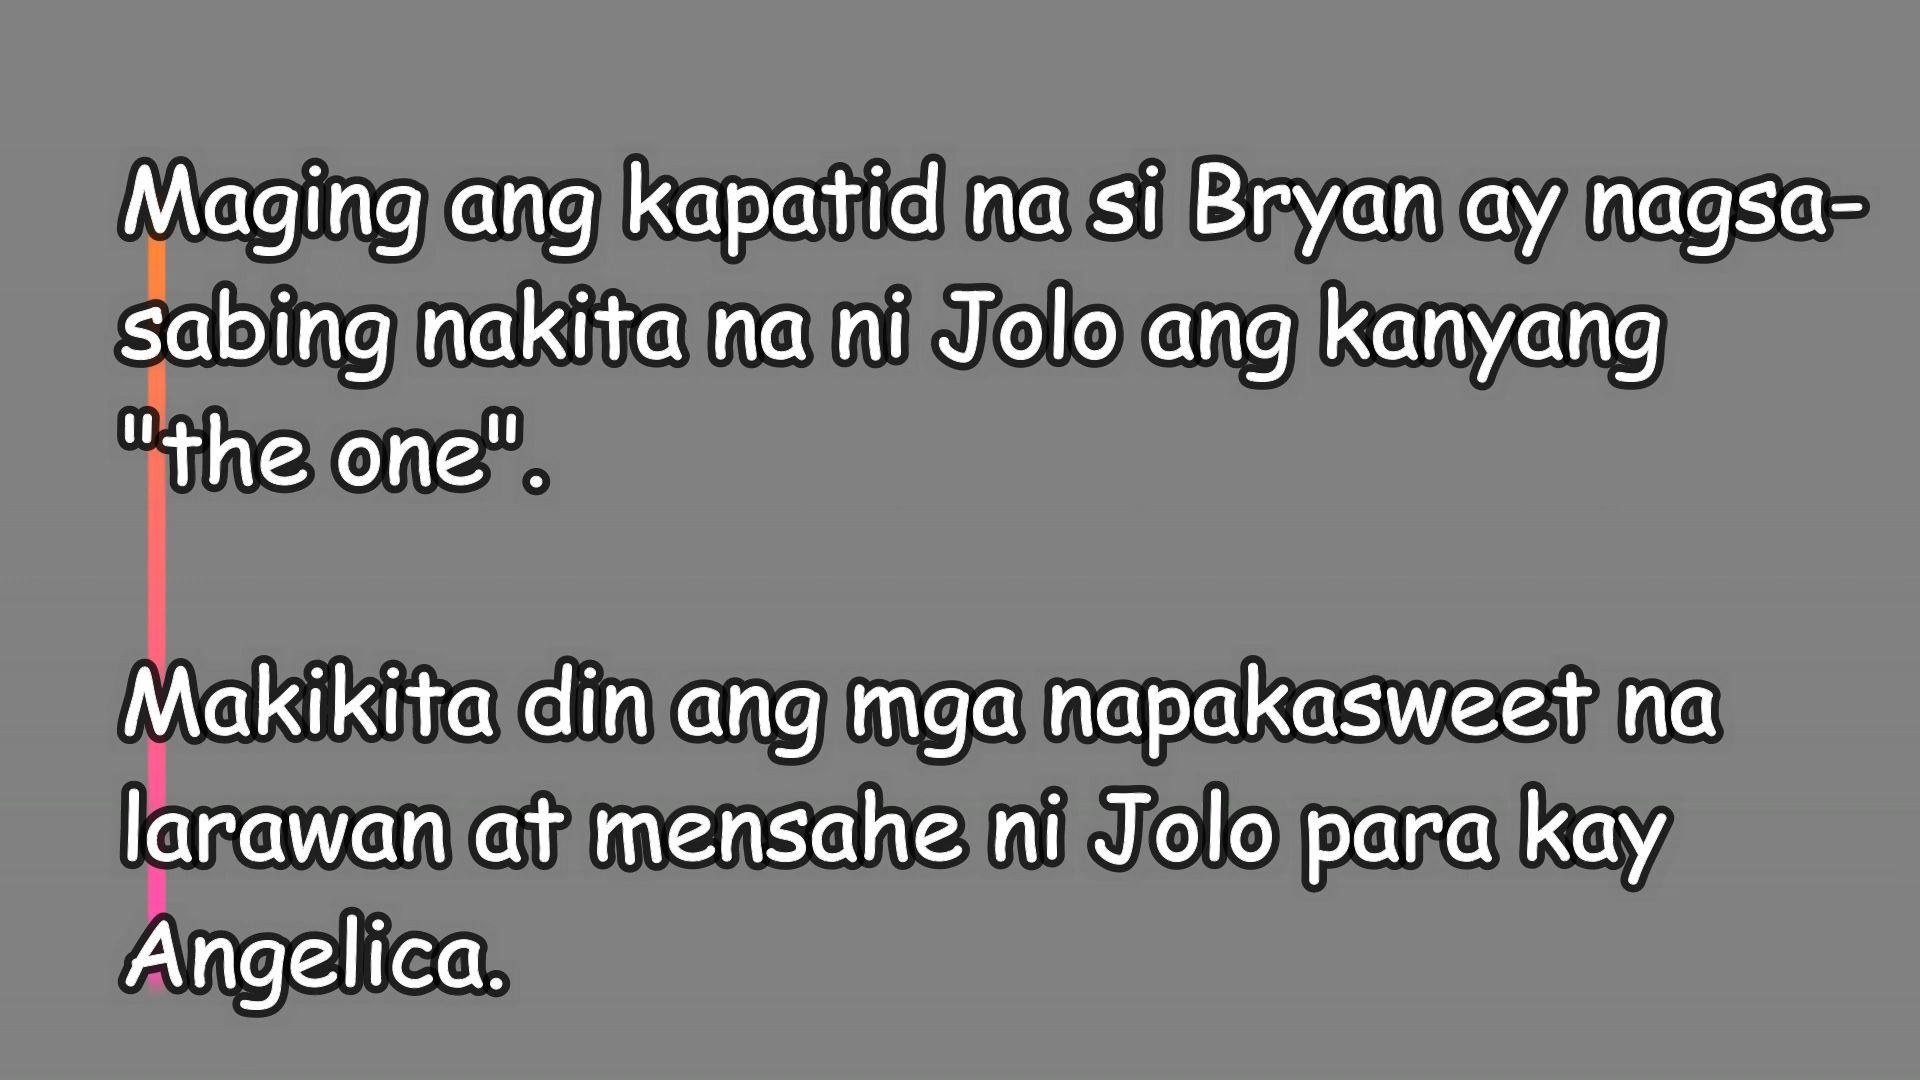 Maging ang kapatid na si Bryan ay nagsa-
sabing nakita na ni Jolo ang kanyang
"the one".
Makikita din ang mga napakasweet na
larawan at mensahe ni Jolo para kay
Angelica.